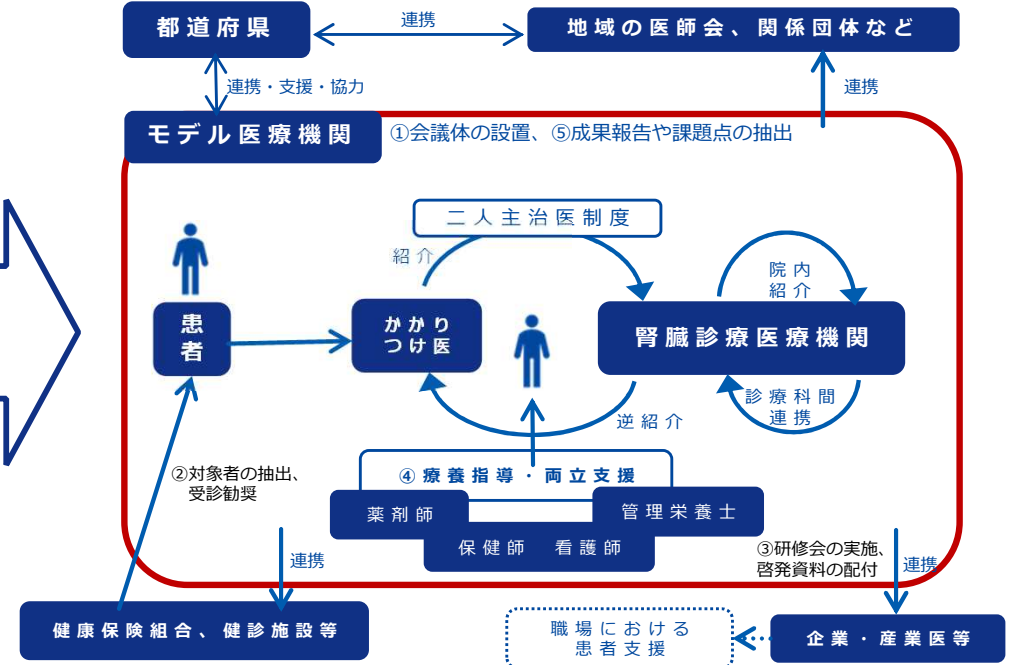 都道府県
連携
地域の医師会、関係団体など
連携・支援・協力
連携
モデル医療機関
①会議体の設置、⑤成果報告や課題点の抽出
二人主治医制度
紹介
院内
紹介
患
者
かかり
つけ医
腎臓診療医療機関
逆紹介
診療科間
連携
②対象者の抽出、
受診勧奨
④療養指導・両立支援
薬剤師
管理栄養士
保健師 看護師
連携
③研修会の実施、
啓発資料の配付
連携
健康保険組合、健診施設等
職場における
患者支援
企業・産業医等